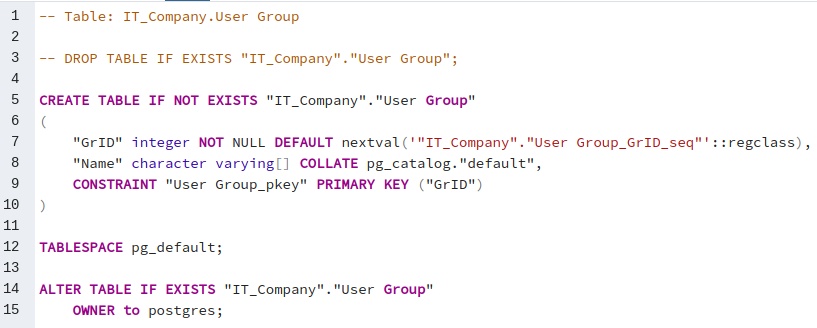 1 -- Table: IT_Company.User Group
2
3 -- DROP TABLE IF EXISTS "IT_Company"."User Group";
4
5 CREATE TABLE IF NOT EXISTS "IT_Company"."User Group"
6 (
7     "GrID" integer NOT NULL DEFAULT nextval('"IT_Company"."User Group_GrID_seq"'::regclass),
8     "Name" character varying[] COLLATE pg_catalog."default",
9     CONSTRAINT "User Group_pkey" PRIMARY KEY ("GrID")
10 )
11
12 TABLESPACE pg_default;
13
14 ALTER TABLE IF EXISTS "IT_Company"."User Group"
15     OWNER to postgres;